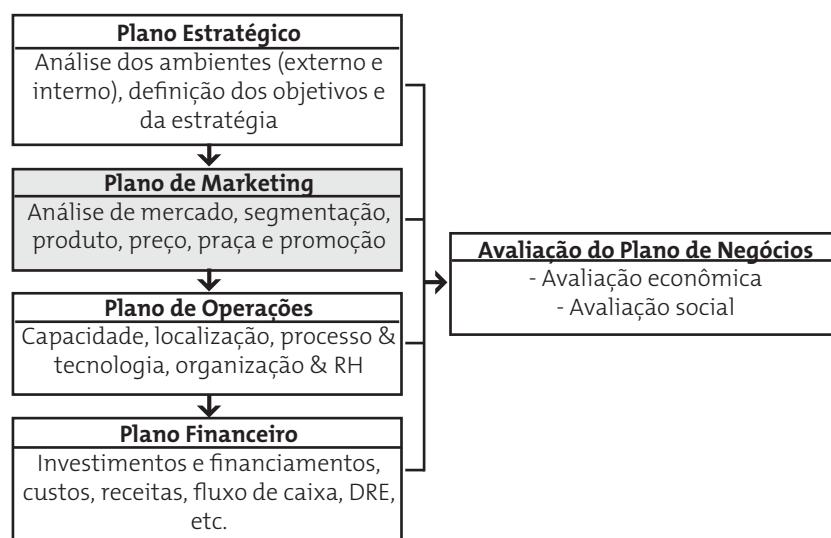 Plano Estratégico
Análise dos ambientes (externo e
interno), definição dos objetivos e
da estratégia
Plano de Marketing
Análise de mercado, segmentação,
produto, preço, praça e promoção
Plano de Operações
Capacidade, localização, processo &
tecnologia, organização & RH
Plano Financeiro
Investimentos e financiamentos,
custos, receitas, fluxo de caixa, DRE,
etc.
Avaliação do Plano de Negócios
- Avaliação econômica
- Avaliação social